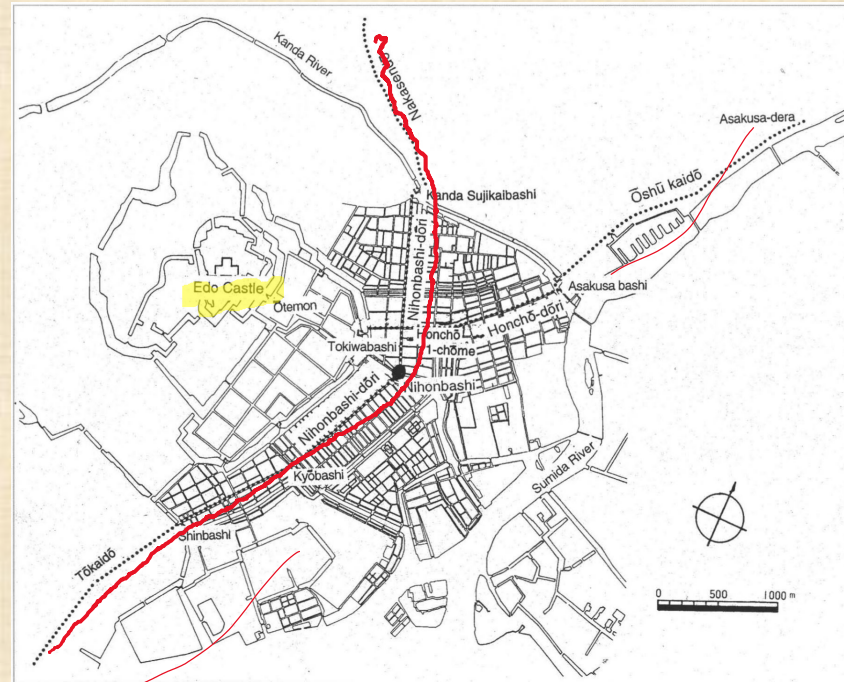 Kanda River
Nakasendō
Asakusa-dera
Ōshū kaidō
Kanda Sujikaibashi
Nihonbashi-dōri
Edo Castle
Ōtemon
Asakusa bashi
Honchō-dōri
Honchō
1-chōme
Tokiwabashi
Nihonbashi
Nihonbashi-dōri
Kyōbashi
Sumida River
Shinbashi
Tōkaidō
0 500 1000 m